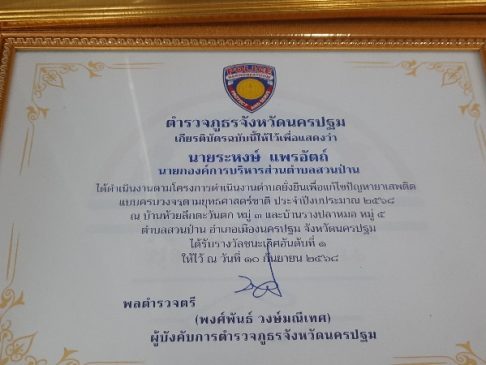 ตำรวจภูธรจังหวัดนครปฐม
เกียรติบัตรฉบับนี้ให้ไว้เพื่อแสดงว่า
นายระหงษ์ แพรอัตถ์
นายกองค์การบริหารส่วนตำบลสวนป่าน
ได้ดำเนินงานตามโครงการดำเนินงานตำบลยั่งยืนเพื่อแก้ไขปัญหายาเสพติด
แบบครบวงจรตามยุทธศาสตร์ชาติ ประจำปีงบประมาณ ๒๕๖๘
ณ บ้านห้วยลึกตะวันตก หมู่ ๓ และบ้านรางปลาหมอ หมู่ ๕
ตำบลสวนป่าน อำเภอเมืองนครปฐม จังหวัดนครปฐม
ได้รับรางวัลชนะเลิศอันดับที่ ๑
ให้ไว้ ณ วันที่ ๑๐ กันยายน ๒๕๖๘
พลตำรวจตรี
(พงศ์พันธ์ วงษ์มณีเทศ)
ผู้บังคับการตำรวจภูธรจังหวัดนครปฐม